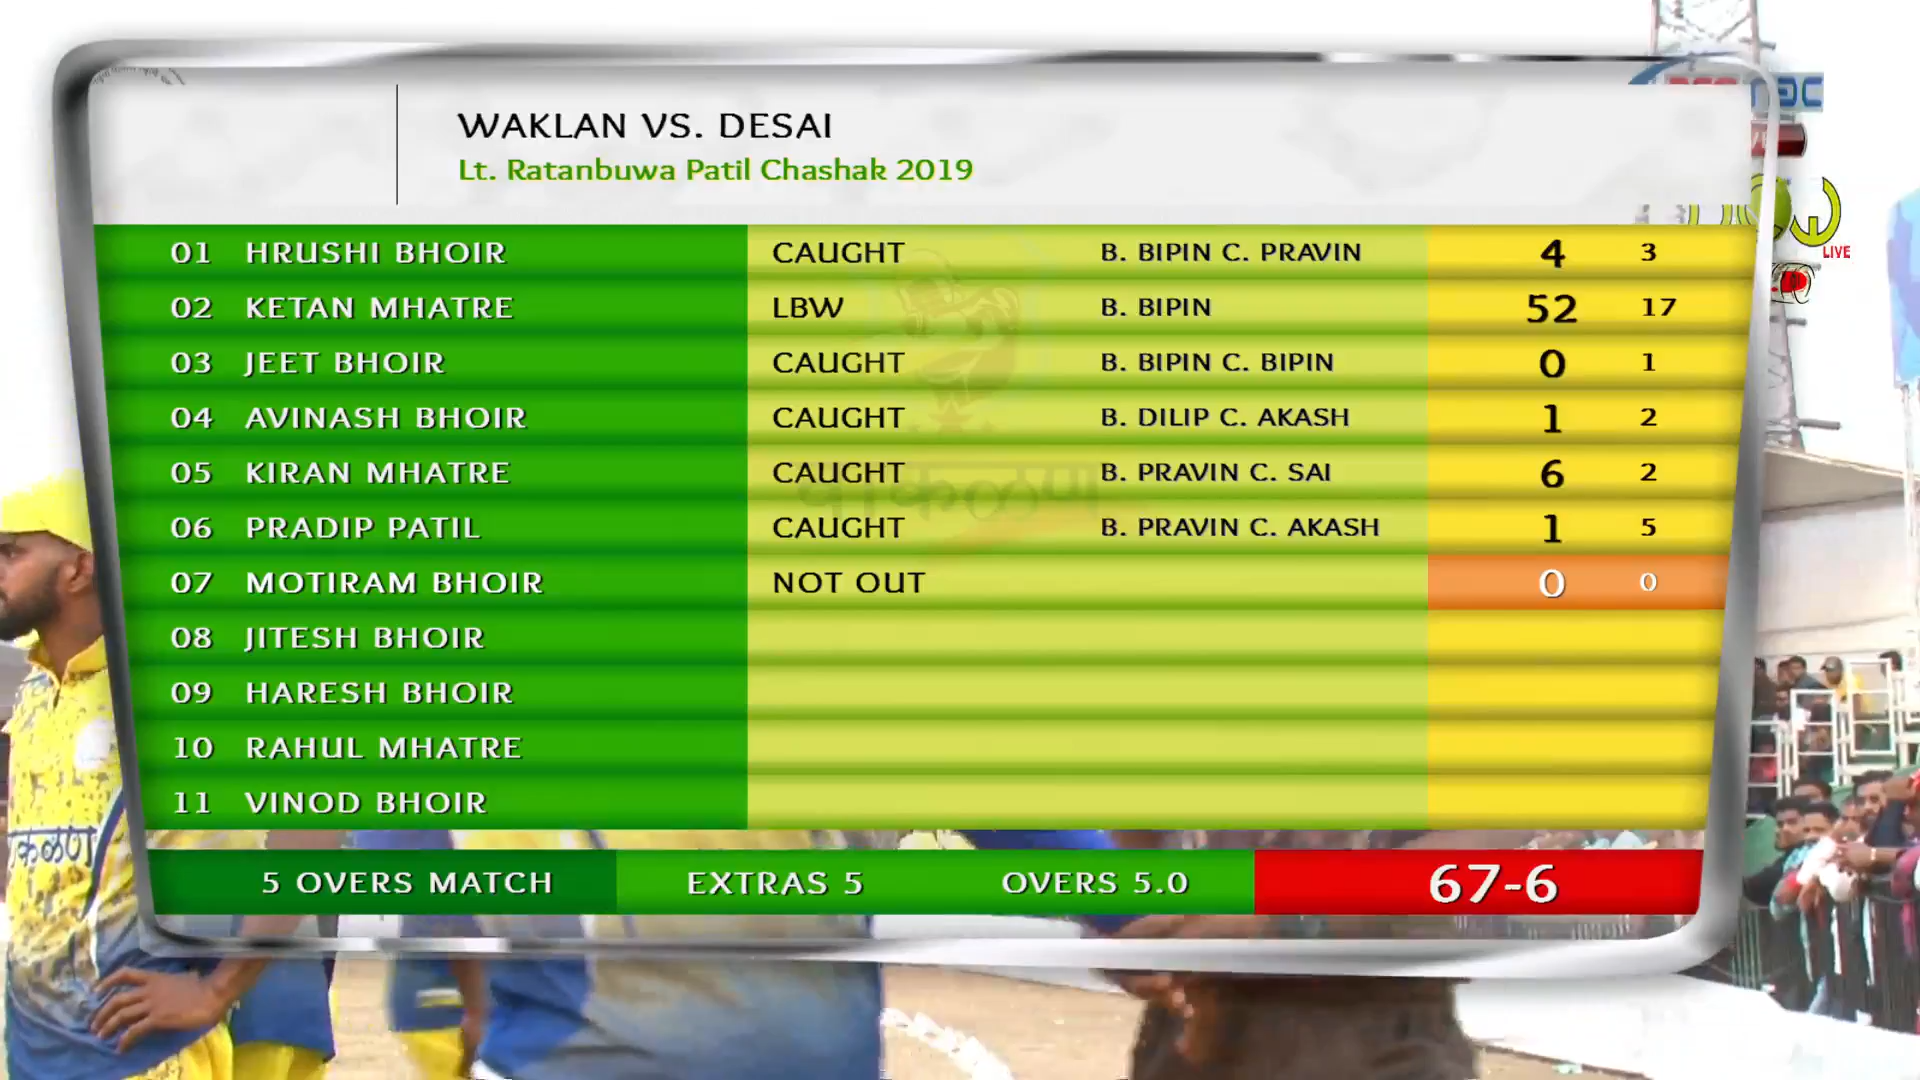 WAKLAN VS. DESAI
Lt. Ratanbuwa Patil Chashak 2019
01 HRUSHI BHOIR CAUGHT B. BIPIN C. PRAVIN 4 3
02 KETAN MHATRE LBW B. BIPIN 52 17
03 JEET BHOIR CAUGHT B. BIPIN C. BIPIN 0 1
04 AVINASH BHOIR CAUGHT B. DILIP C. AKASH 1 2
05 KIRAN MHATRE CAUGHT B. PRAVIN C. SAI 6 2
06 PRADIP PATIL CAUGHT B. PRAVIN C. AKASH 1 5
07 MOTIRAM BHOIR NOT OUT 0 0
08 JITESH BHOIR
09 HARESH BHOIR
10 RAHUL MHATRE
11 VINOD BHOIR
5 OVERS MATCH EXTRAS 5 OVERS 5.0 67-6
LIVE